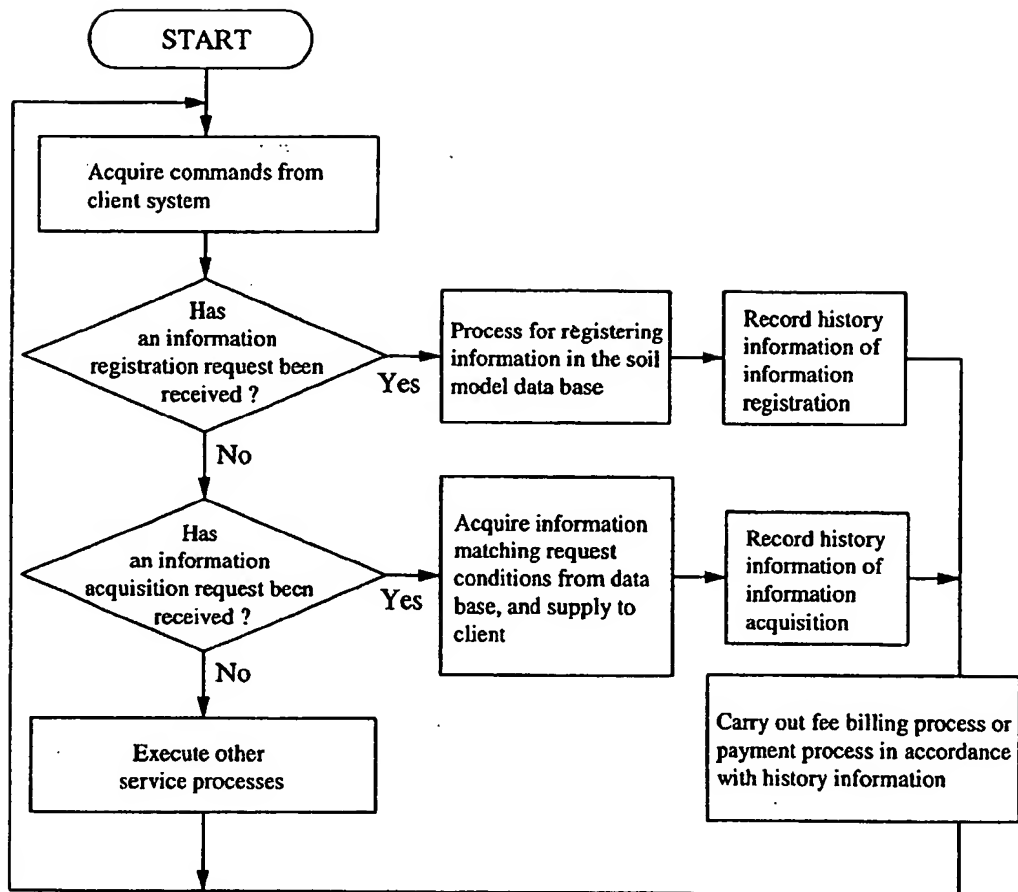 START
Acquire commands from
client system
Has
an information
registration request been
received ?
Yes
Process for registering
information in the soil
model data base
Record history
information of
information
registration
No
Has
an information
acquisition request been
received ?
Yes
Acquire information
matching request
conditions from data
base, and supply to
client
Record history
information of
information
acquisition
No
Execute other
service processes
Carry out fee billing process or
payment process in accordance
with history information